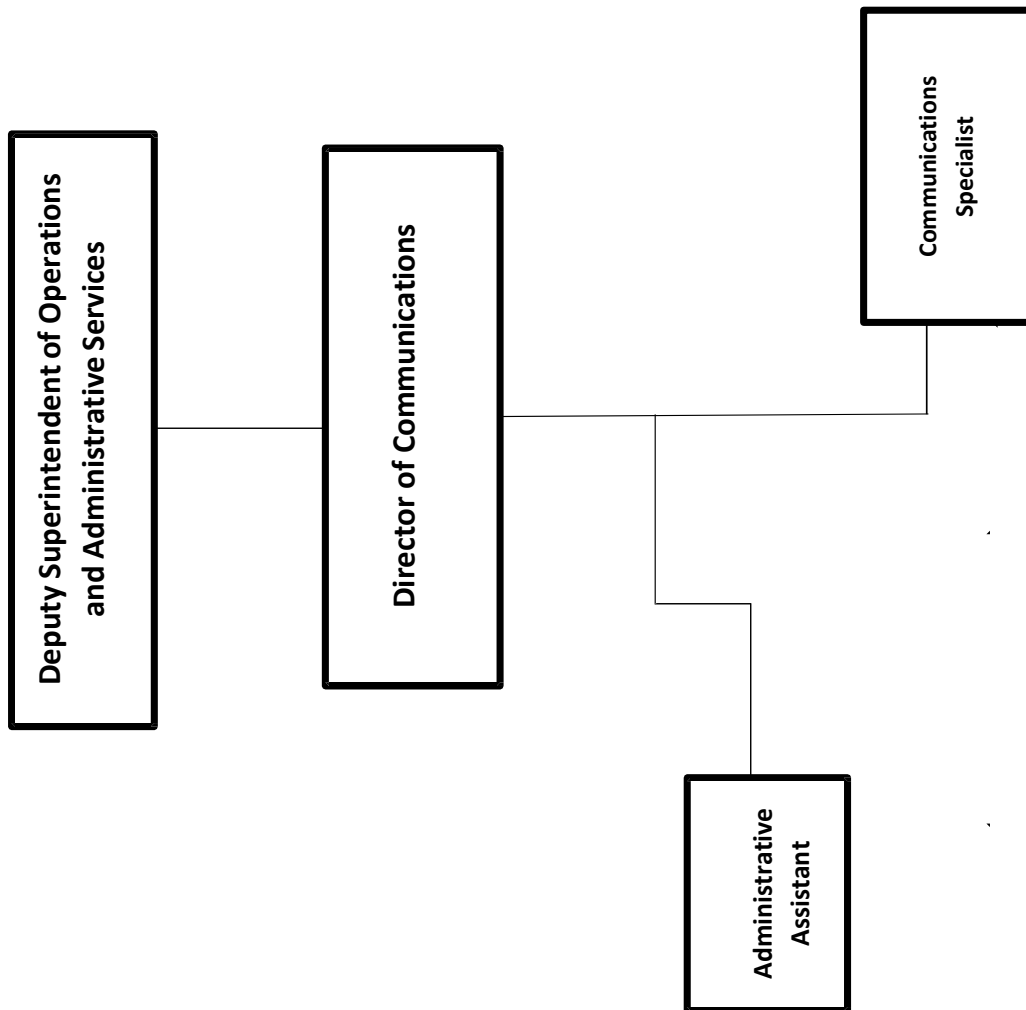 Deputy Superintendent of Operations
and Administrative Services
Director of Communications
Administrative
Assistant
Communications
Specialist